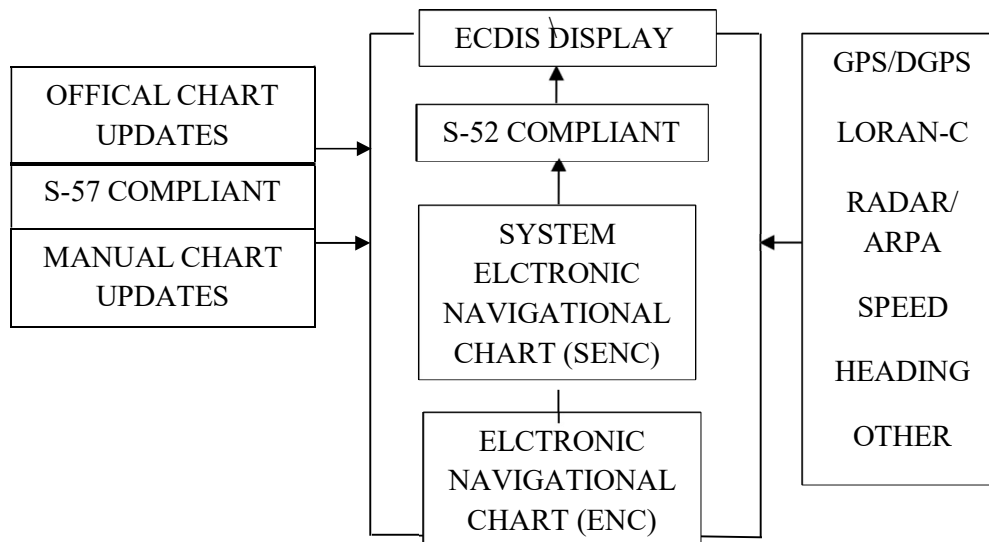 OFFICAL CHART
UPDATES
S-57 COMPLIANT
MANUAL CHART
UPDATES
ECDIS DISPLAY
S-52 COMPLIANT
SYSTEM
ELCTRONIC
NAVIGATIONAL
CHART (SENC)
ELCTRONIC
NAVIGATIONAL
CHART (ENC)
GPS/DGPS
LORAN-C
RADAR/
ARPA
SPEED
HEADING
OTHER